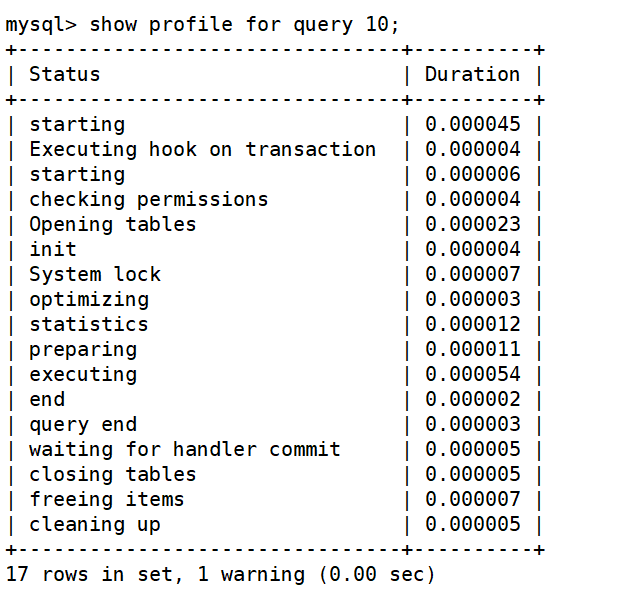 mysql> show profile for query 10;
+--------------------------------+----------+
| Status                         | Duration |
+--------------------------------+----------+
| starting                       | 0.000045 |
| Executing hook on transaction  | 0.000004 |
| starting                       | 0.000006 |
| checking permissions           | 0.000004 |
| Opening tables                 | 0.000023 |
| init                           | 0.000004 |
| System lock                    | 0.000007 |
| optimizing                     | 0.000003 |
| statistics                     | 0.000012 |
| preparing                      | 0.000011 |
| executing                      | 0.000054 |
| end                            | 0.000002 |
| query end                      | 0.000003 |
| waiting for handler commit     | 0.000005 |
| closing tables                 | 0.000005 |
| freeing items                  | 0.000007 |
| cleaning up                    | 0.000005 |
+--------------------------------+----------+
17 rows in set, 1 warning (0.00 sec)